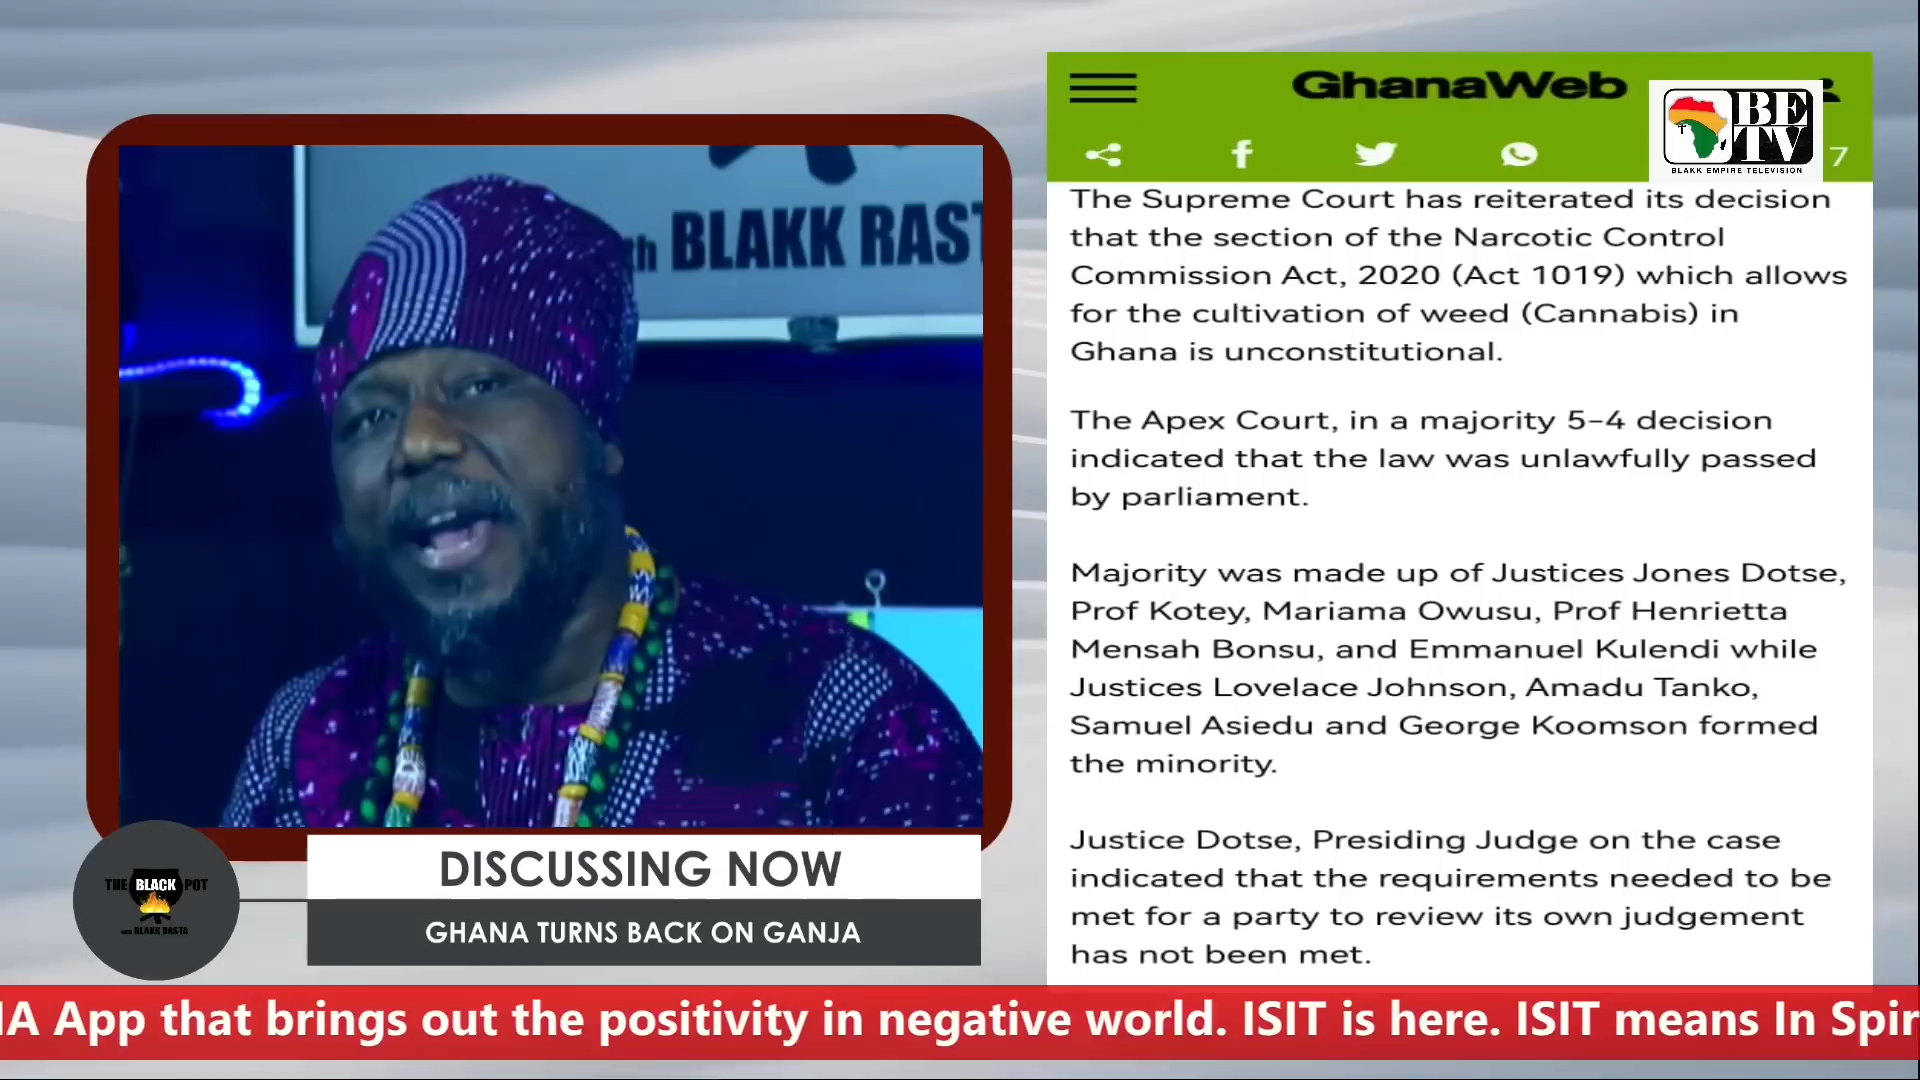 GhanaWeb
BE
TV
BLAKK EMPIRE TELEVISION
7
The Supreme Court has reiterated its decision
that the section of the Narcotic Control
Commission Act, 2020 (Act 1019) which allows
for the cultivation of weed (Cannabis) in
Ghana is unconstitutional.
The Apex Court, in a majority 5-4 decision
indicated that the law was unlawfully passed
by parliament.
Majority was made up of Justices Jones Dotse,
Prof Kotey, Mariama Owusu, Prof Henrietta
Mensah Bonsu, and Emmanuel Kulendi while
Justices Lovelace Johnson, Amadu Tanko,
Samuel Asiedu and George Koomson formed
the minority.
Justice Dotse, Presiding Judge on the case
indicated that the requirements needed to be
met for a party to review its own judgement
has not been met.
th BLAKK RAST
THE BLACK POT
with BLAKK RASTA
DISCUSSING NOW
GHANA TURNS BACK ON GANJA
IA App that brings out the positivity in negative world. ISIT is here. ISIT means In Spir